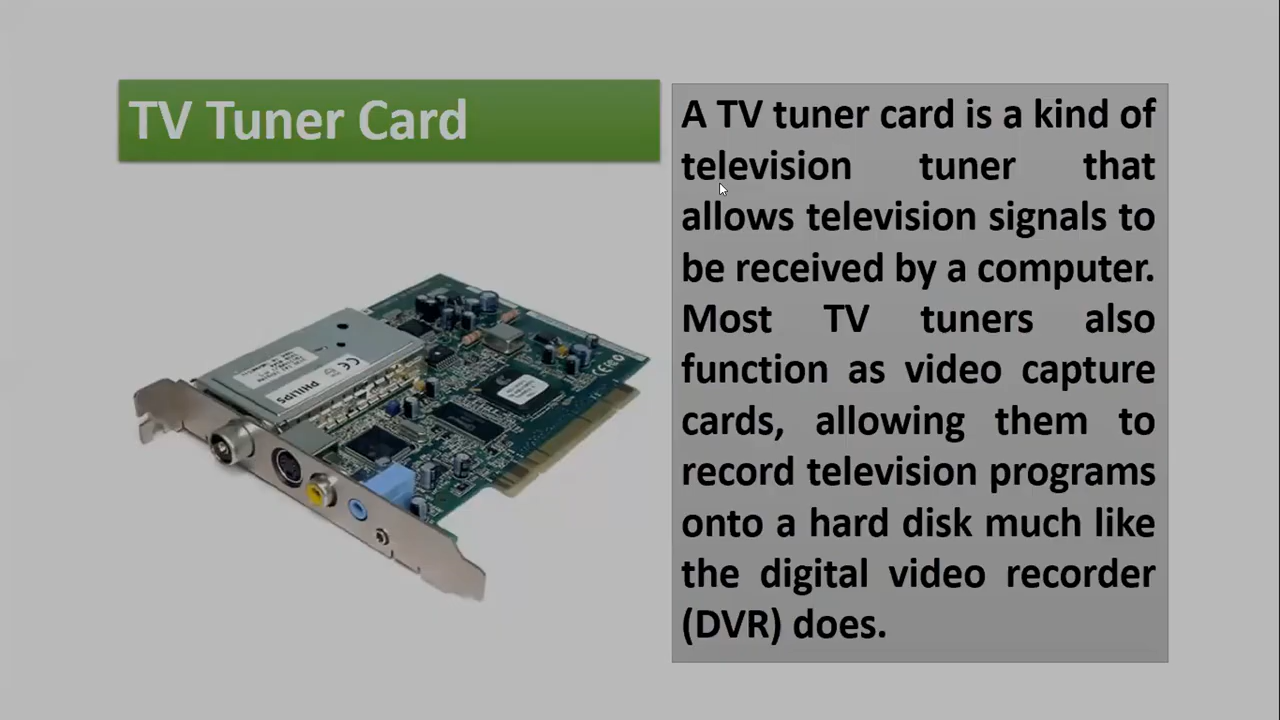 TV Tuner Card
A TV tuner card is a kind of
television tuner that
allows television signals to
be received by a computer.
Most TV tuners also
function as video capture
cards, allowing them to
record television programs
onto a hard disk much like
the digital video recorder
(DVR) does.
PHILIPS